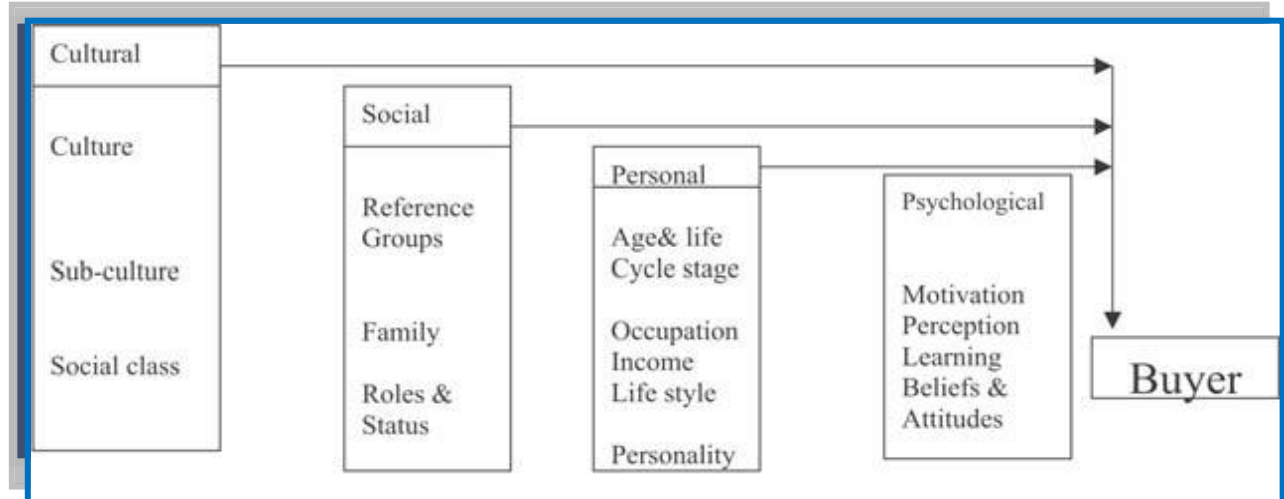 Cultural
Culture
Sub-culture
Social class
Social
Reference
Groups
Family
Roles &
Status
Personal
Age& life
Cycle stage
Occupation
Income
Life style
Personality
Psychological
Motivation
Perception
Learning
Beliefs &
Attitudes
Buyer